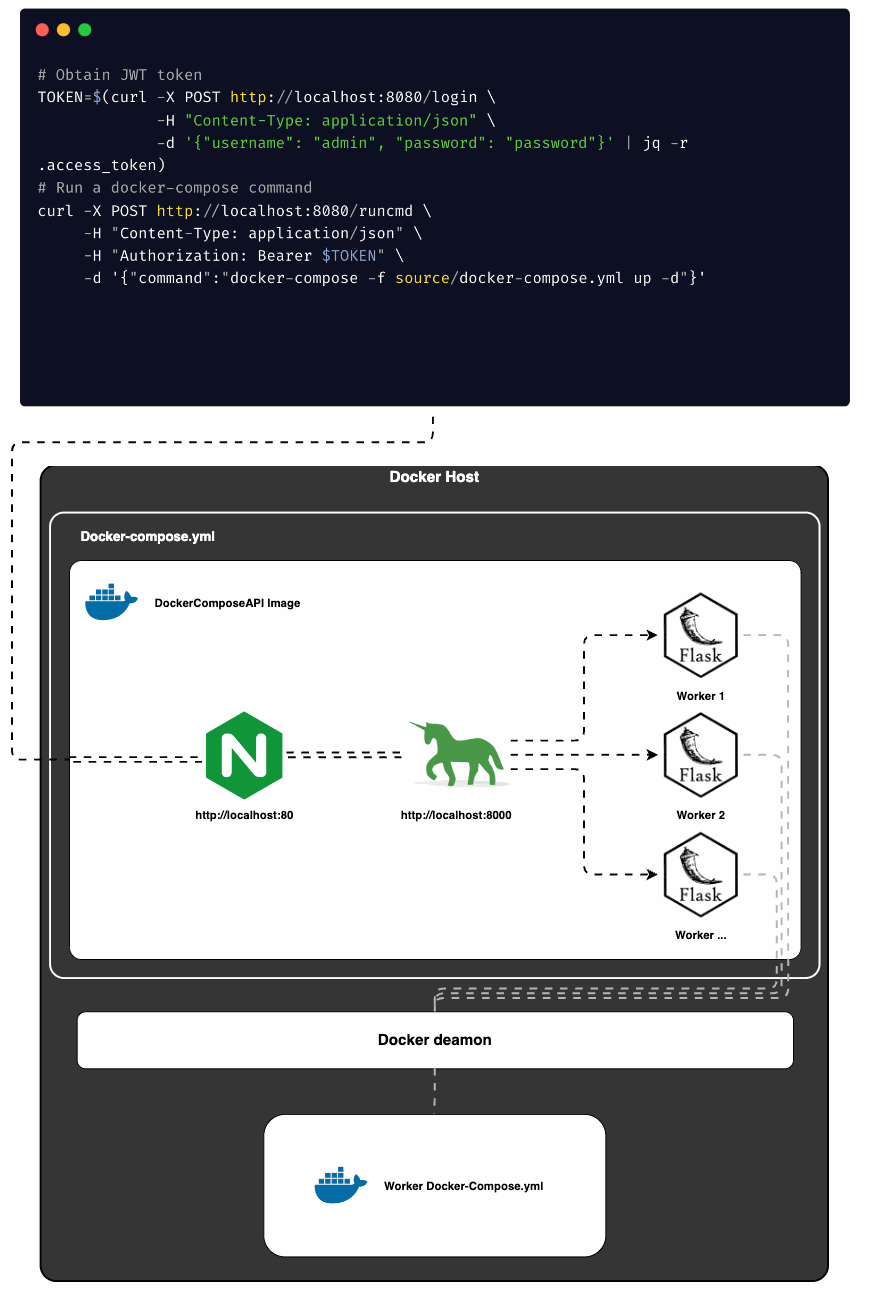 # Obtain JWT token
TOKEN=$(curl -X POST http://localhost:8080/login \
-H "Content-Type: application/json" \
-d '{"username": "admin", "password": "password"}' | jq -r
.access_token)
# Run a docker-compose command
curl -X POST http://localhost:8080/runcmd \
-H "Content-Type: application/json" \
-H "Authorization: Bearer $TOKEN" \
-d '{"command":"docker-compose -f source/docker-compose.yml up -d"}'
Docker Host
Docker-compose.yml
DockerComposeAPI Image
Flask
Worker 1
N
http://localhost:80
http://localhost:8000
Flask
Worker 2
Flask
Worker ...
Docker deamon
Worker Docker-Compose.yml